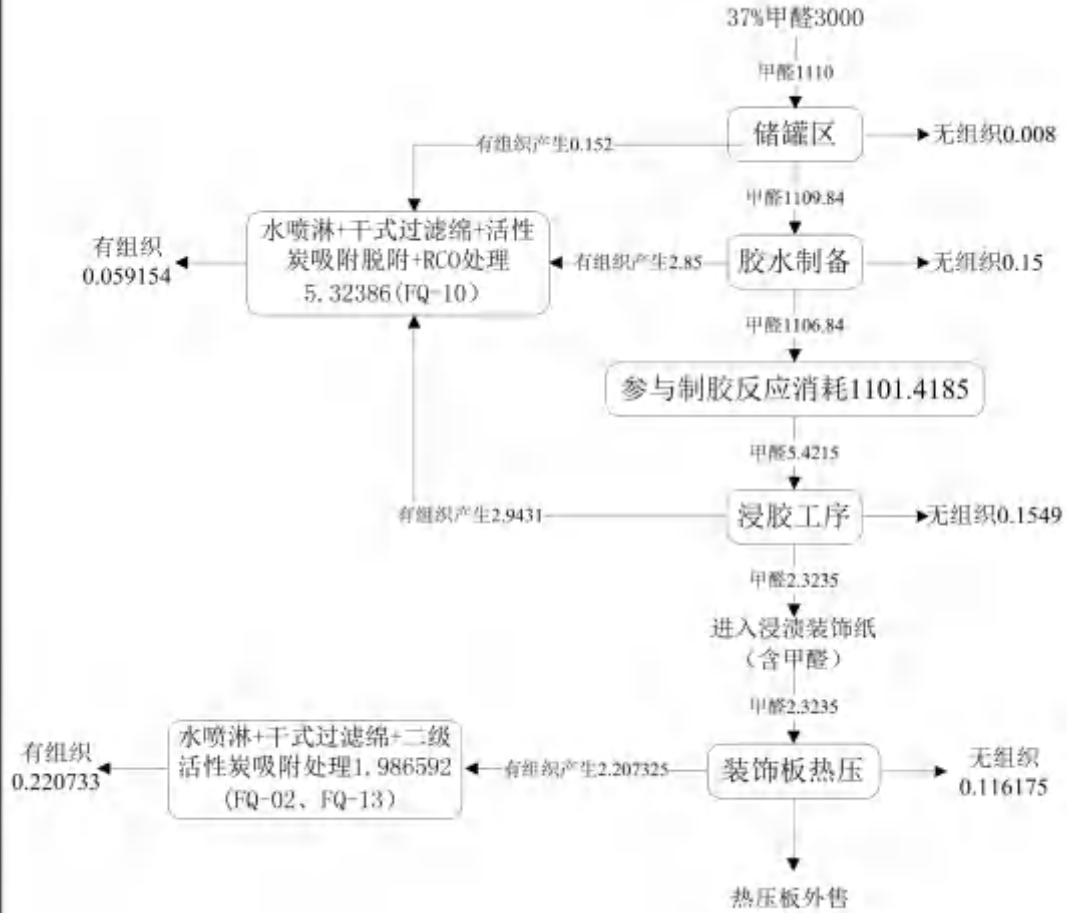 37%甲醛3000
甲醛1110
储罐区
无组织0.008
有组织产生0.152
甲醛1109.84
水喷淋+干式过滤绵+活性
炭吸附脱附+RCO处理
5.32386(FQ-10)
有组织
0.059154
有组织产生2.85
胶水制备
无组织0.15
甲醛1106.84
参与制胶反应消耗1101.4185
甲醛5.4215
有组织产生2.9431
浸胶工序
无组织0.1549
甲醛2.3235
进入浸渍装饰纸
（含甲醛）
甲醛2.3235
水喷淋+干式过滤绵+二级
活性炭吸附处理1.986592
(FQ-02、FQ-13)
有组织
0.220733
有组织产生2.207325
装饰板热压
无组织
0.116175
热压板外售